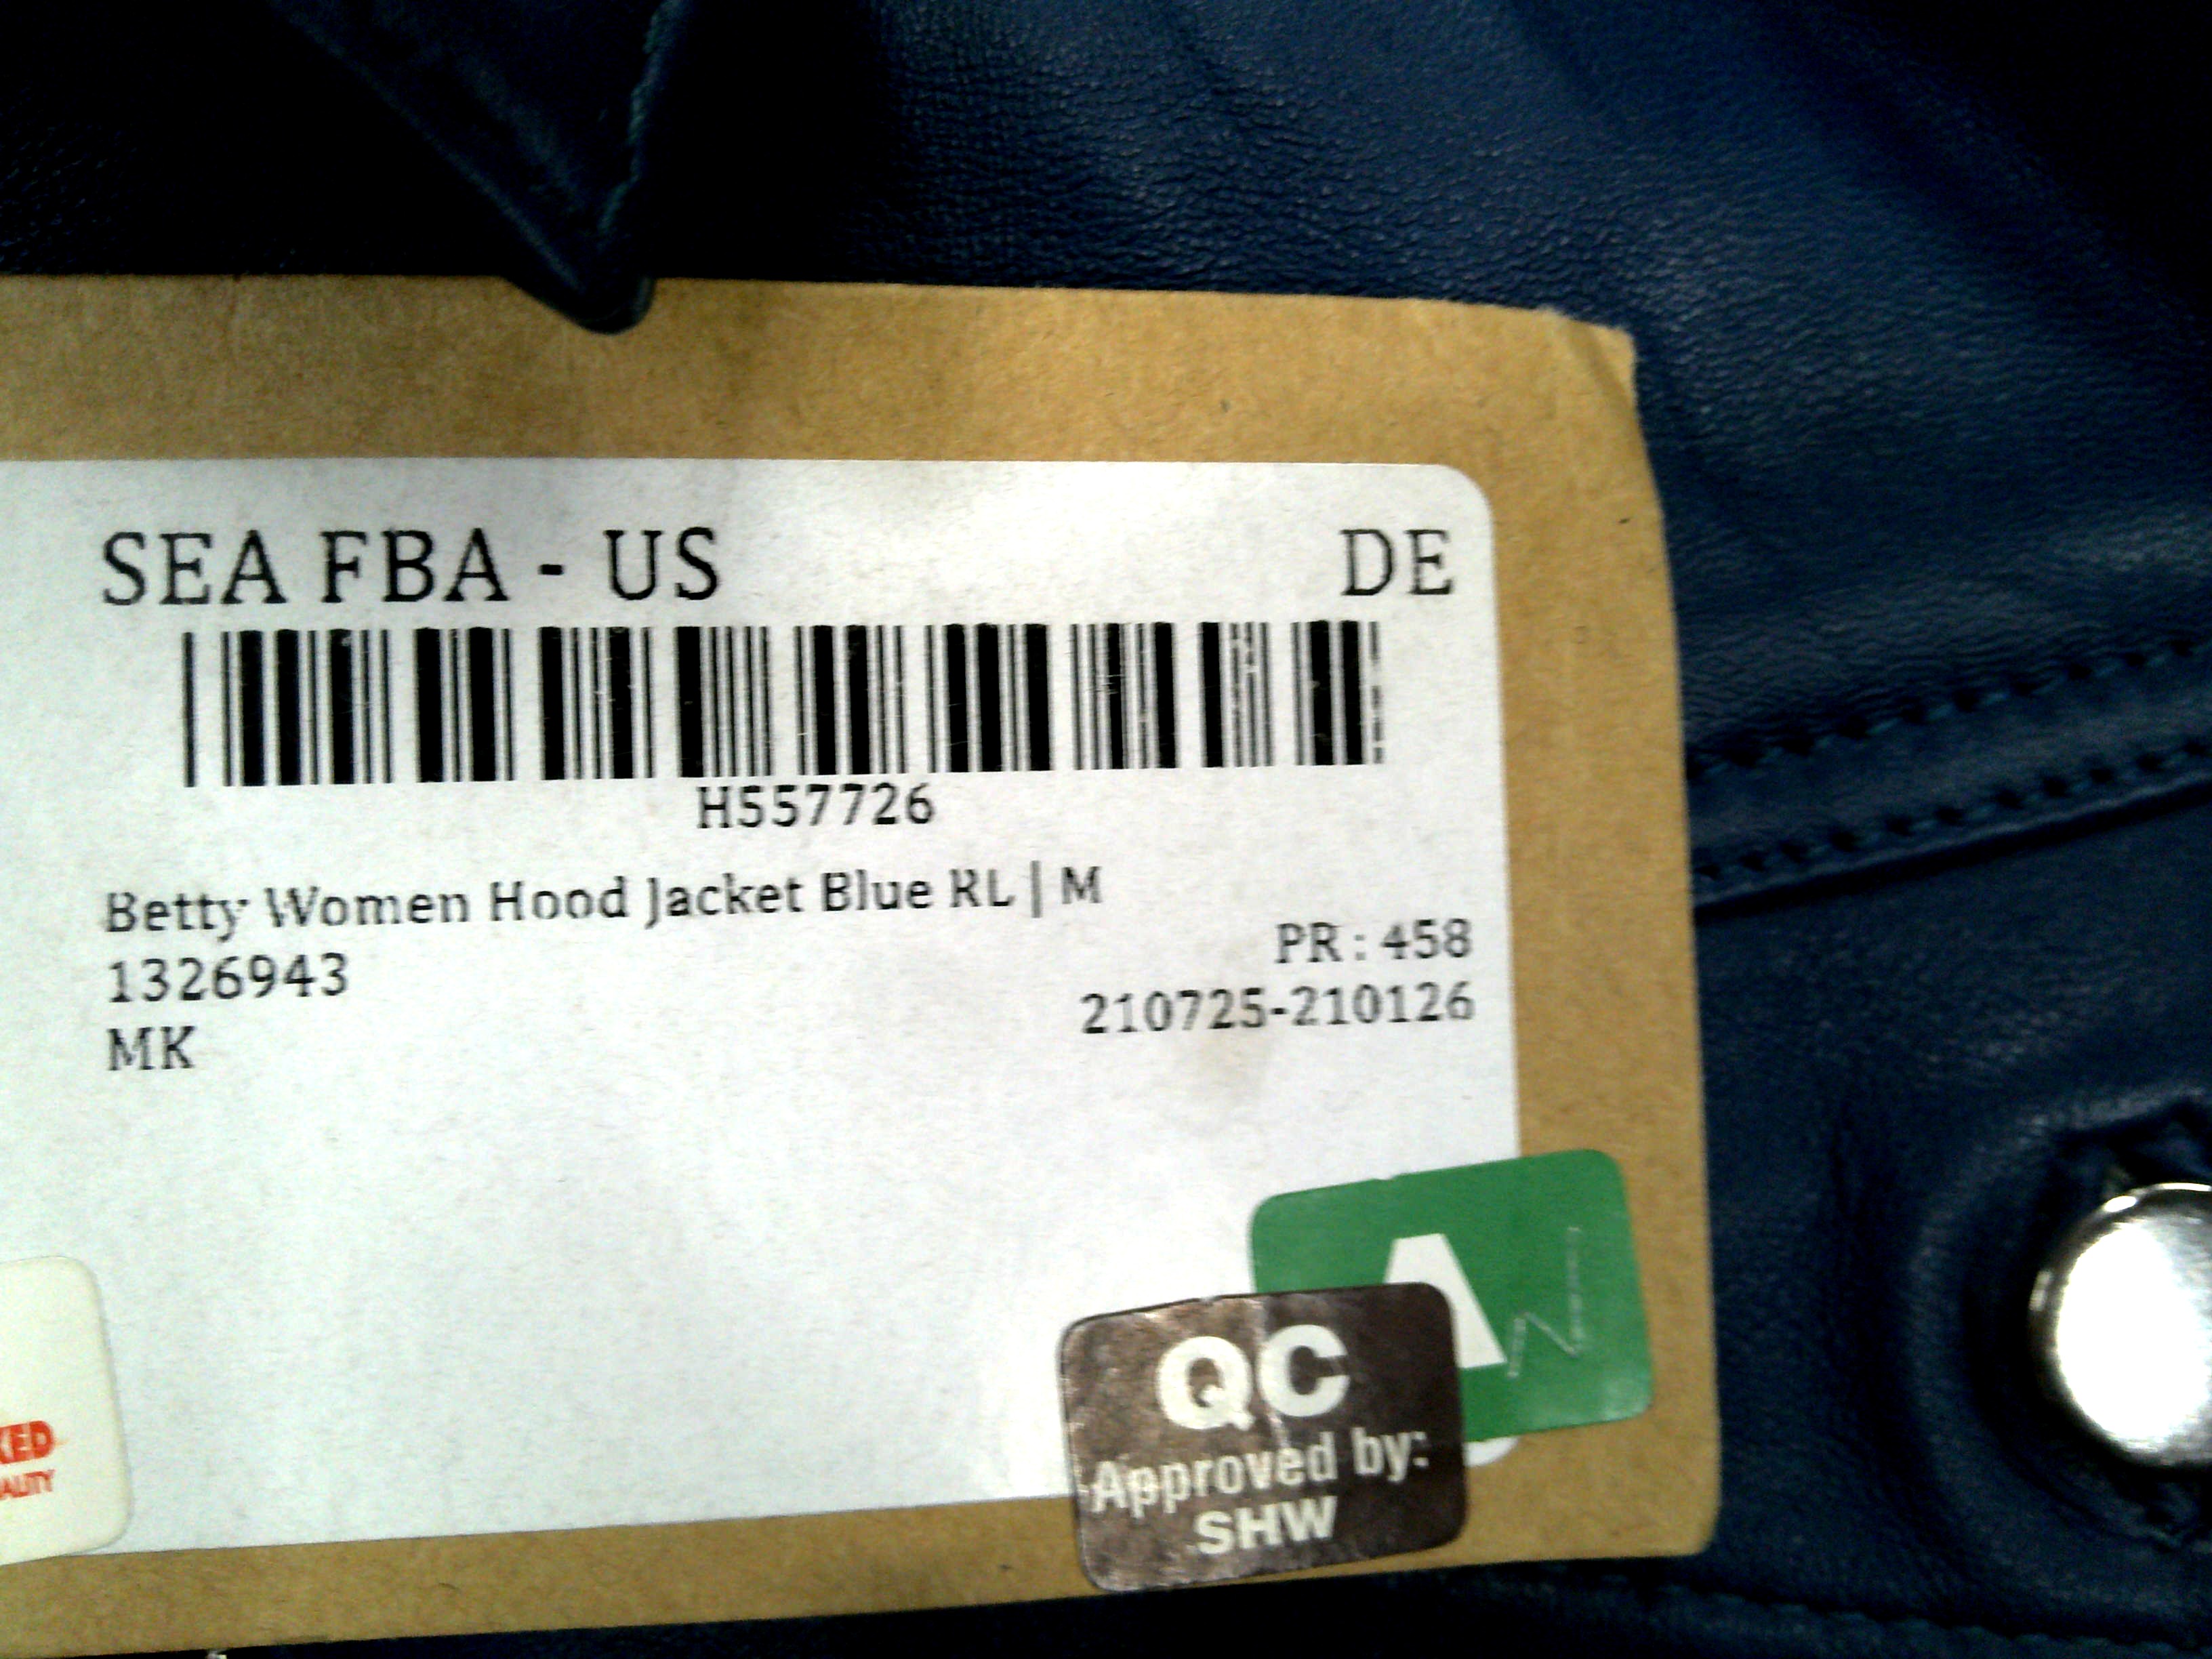 SEA FBA - US DE
H557726
Betty Women Hood Jacket Blue RL | M
1326943 PR : 458
210725-210126
MK
A
QC
Approved by:
SHW